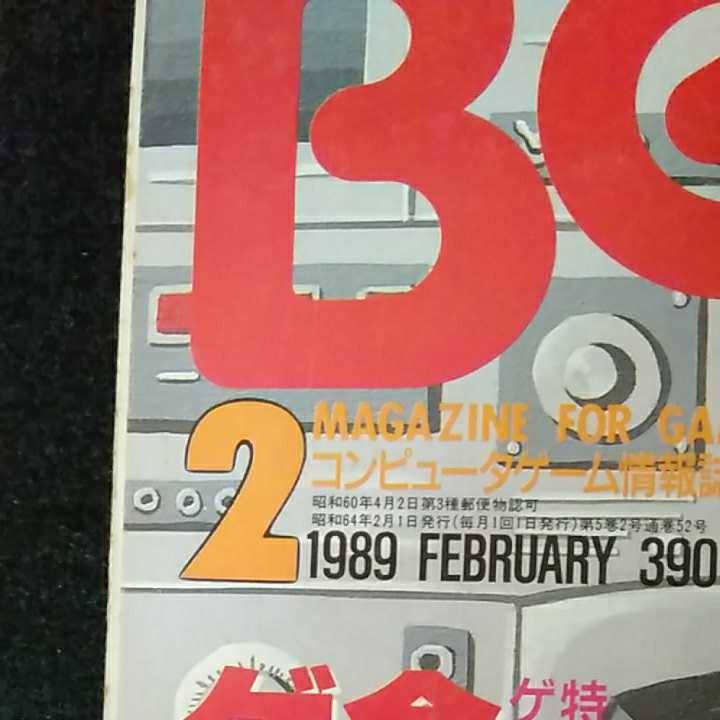 BE
2
MAGAZINE FOR GA
コンピュータゲーム情報誌
昭和60年4月2日第3種郵便物認可
昭和64年2月1日発行(毎月1回1日発行)第5巻2号通巻52号
1989 FEBRUARY 390
ゲ特